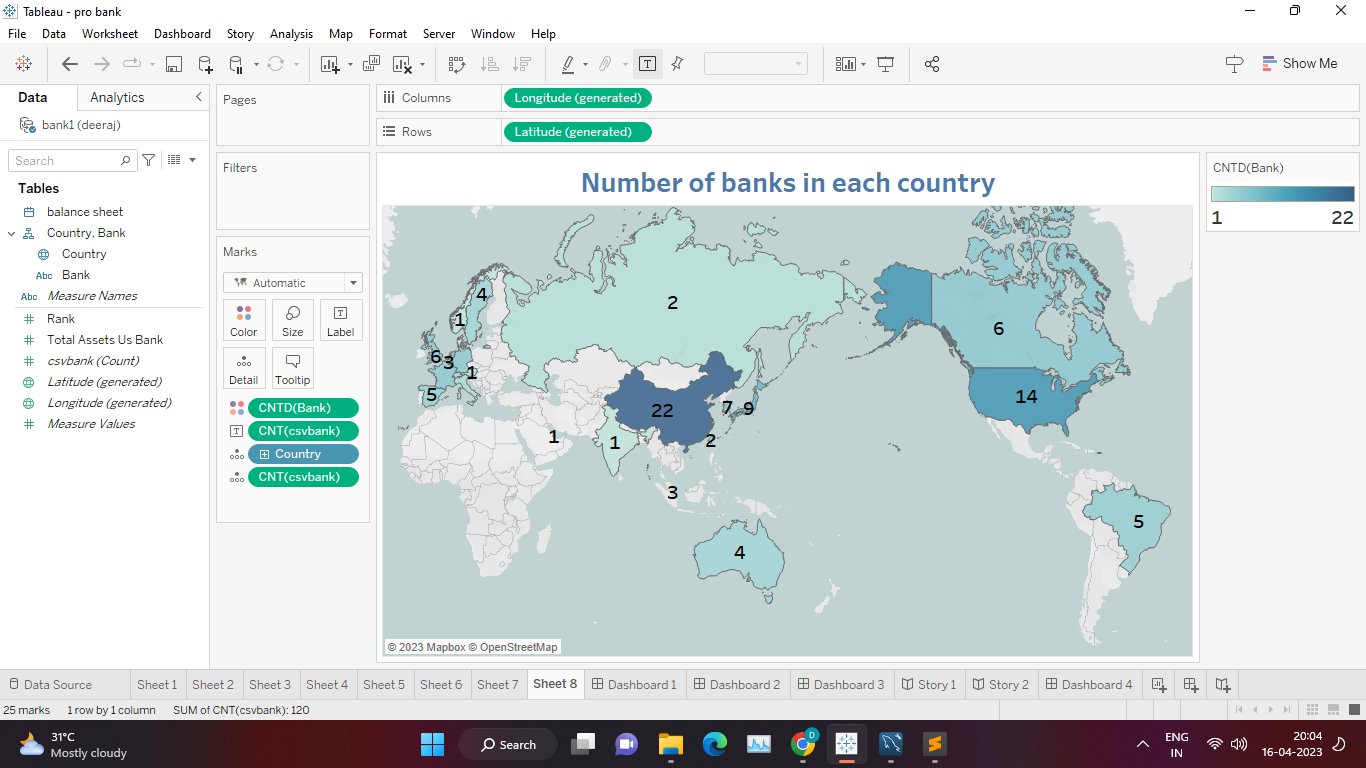 Tableau - pro bank
File Data Worksheet Dashboard Story Analysis Map Format Server Window Help
Show Me
Data Analytics
bank1 (deeraj)
Search
Tables
balance sheet
Country, Bank
Country
Abc Bank
Abc Measure Names
Rank
Total Assets Us Bank
csvbank (Count)
Latitude (generated)
Longitude (generated)
Measure Values
Pages
Filters
Marks
Automatic
Color Size Label
Detail Tooltip
CNTD(Bank)
CNT(csvbank)
Country
CNT(csvbank)
Columns Longitude (generated)
Rows Latitude (generated)
Number of banks in each country
2
4
1
6
6 3
1
5
14
22 7 9
1 1 2
3
5
4
© 2023 Mapbox © OpenStreetMap
CNTD(Bank)
1 22
Data Source Sheet 1 Sheet 2 Sheet 3 Sheet 4 Sheet 5 Sheet 6 Sheet 7 Sheet 8 Dashboard 1 Dashboard 2 Dashboard 3 Story 1 Story 2 Dashboard 4
25 marks 1 row by 1 column SUM of CNT(csvbank): 120
31°C
Mostly cloudy
Search
D
ENG
IN
20:04
16-04-2023